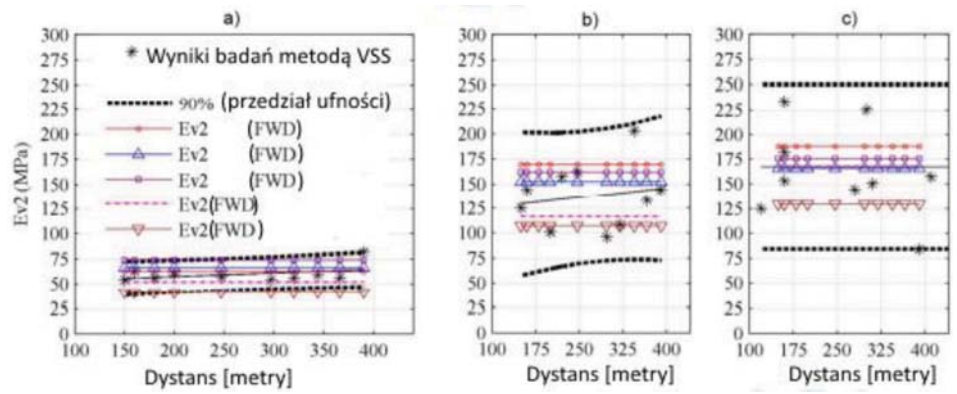 a)
300
275
250
225
200
175
150
125
100
75
50
25
0
Ev2 (MPa)
Wyniki badań metodą VSS
90% (przedział ufności)
Ev2 (FWD)
Ev2 (FWD)
Ev2 (FWD)
Ev2(FWD)
Ev2(FWD)
100 150 200 250 300 350 400
Dystans [metry]
b)
300
275
250
225
200
175
150
125
100
75
50
25
0
100 175 250 325 400
Dystans [metry]
c)
300
275
250
225
200
175
150
125
100
75
50
25
0
100 175 250 325 400
Dystans [metry]